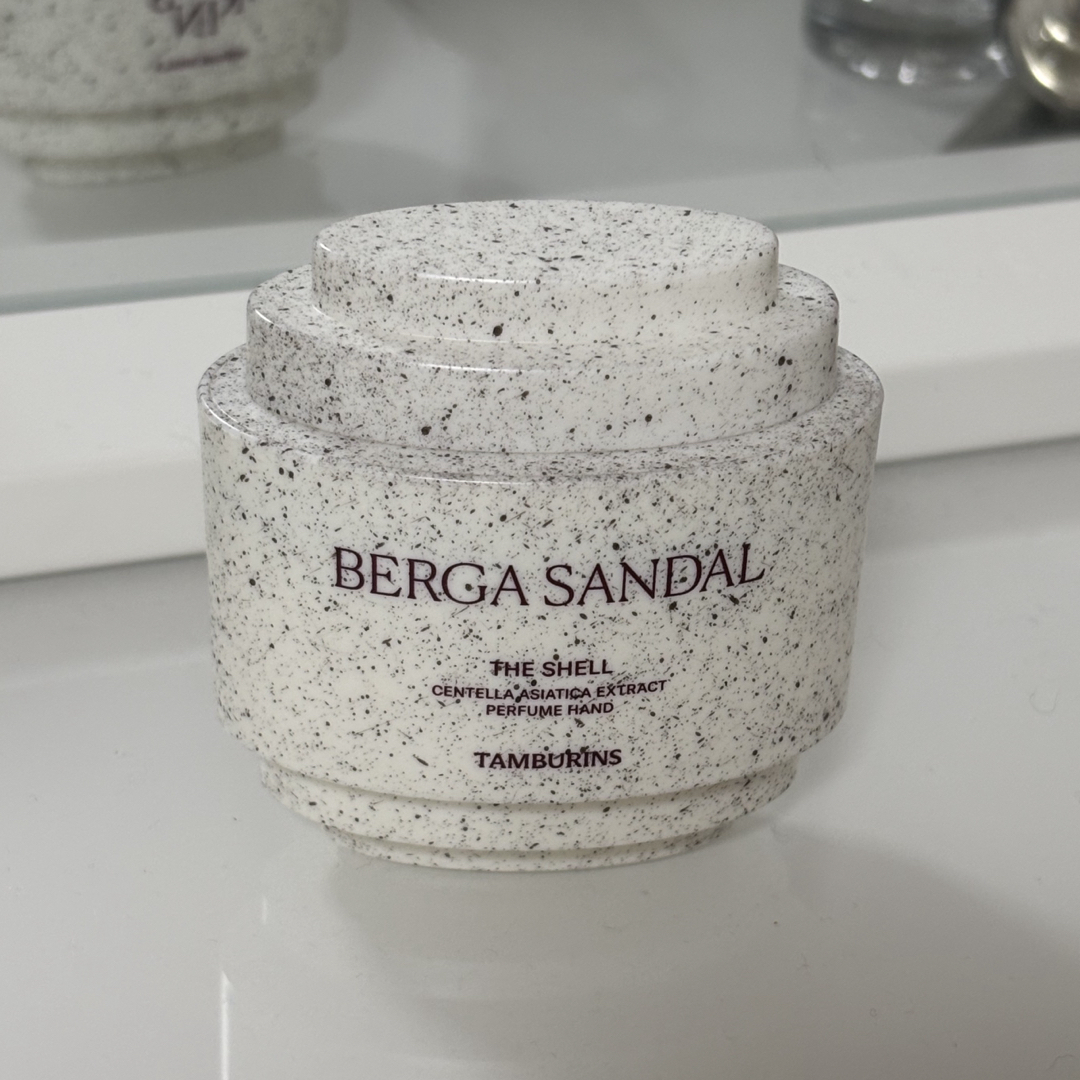 BERGA SANDAL
THE SHELL
CENTELLA ASIATICA EXTRACT
PERFUME HAND
TAMBURINS